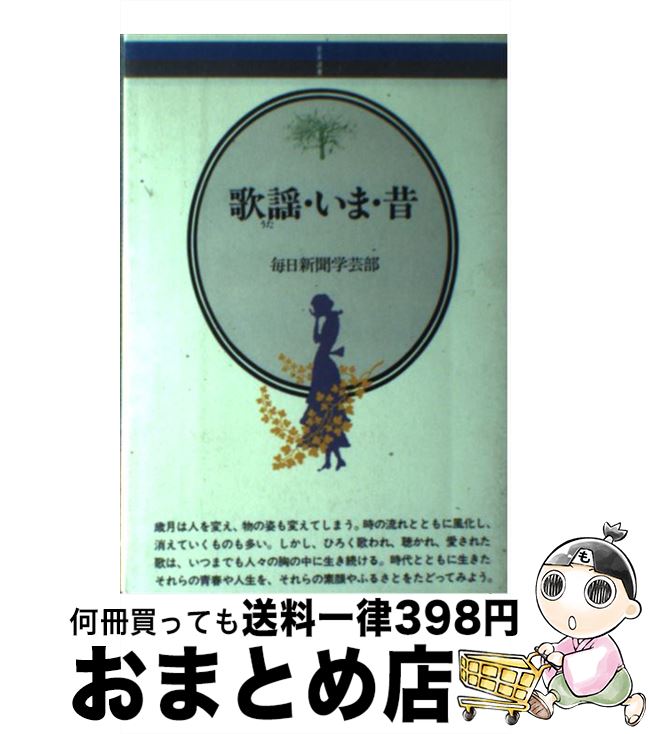 歌謡・いま・昔
うた
毎日新聞学芸部
歳月は人を変え、物の姿も変えてしまう。時の流れとともに風化し、
消えていくものも多い。しかし、ひろく歌われ、聴かれ、愛された
歌は、いつまでも人々の胸の中に生き続ける。時代とともに生きた
それらの青春や人生を、それらの素顔やふるさとをたどってみよう。
も
何冊買っても送料一律398円
おまとめ店